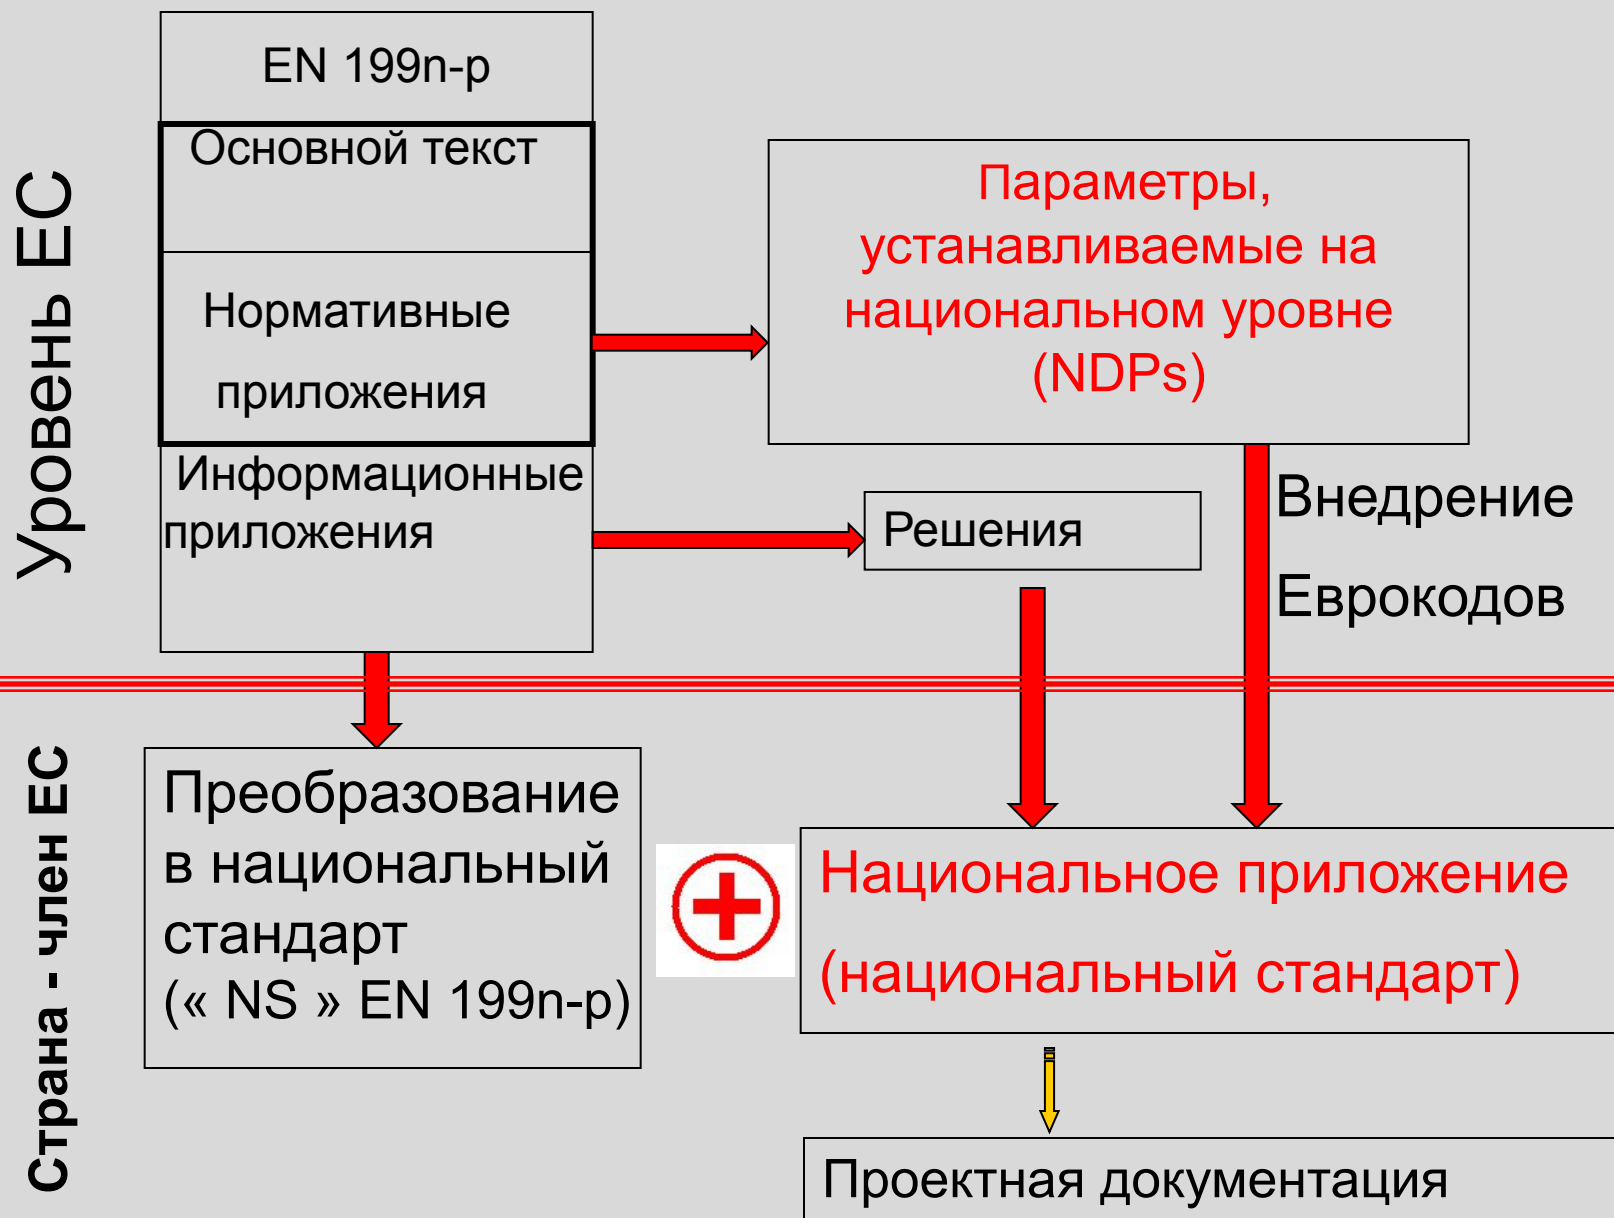 Уровень ЕС
EN 199n-p
Основной текст
Нормативные
приложения
Информационные
приложения
Параметры,
устанавливаемые на
национальном уровне
(NDPs)
Решения
Внедрение
Еврокодов
Страна - член ЕС
Преобразование
в национальный
стандарт
(« NS » EN 199n-p)
Национальное приложение
(национальный стандарт)
Проектная документация